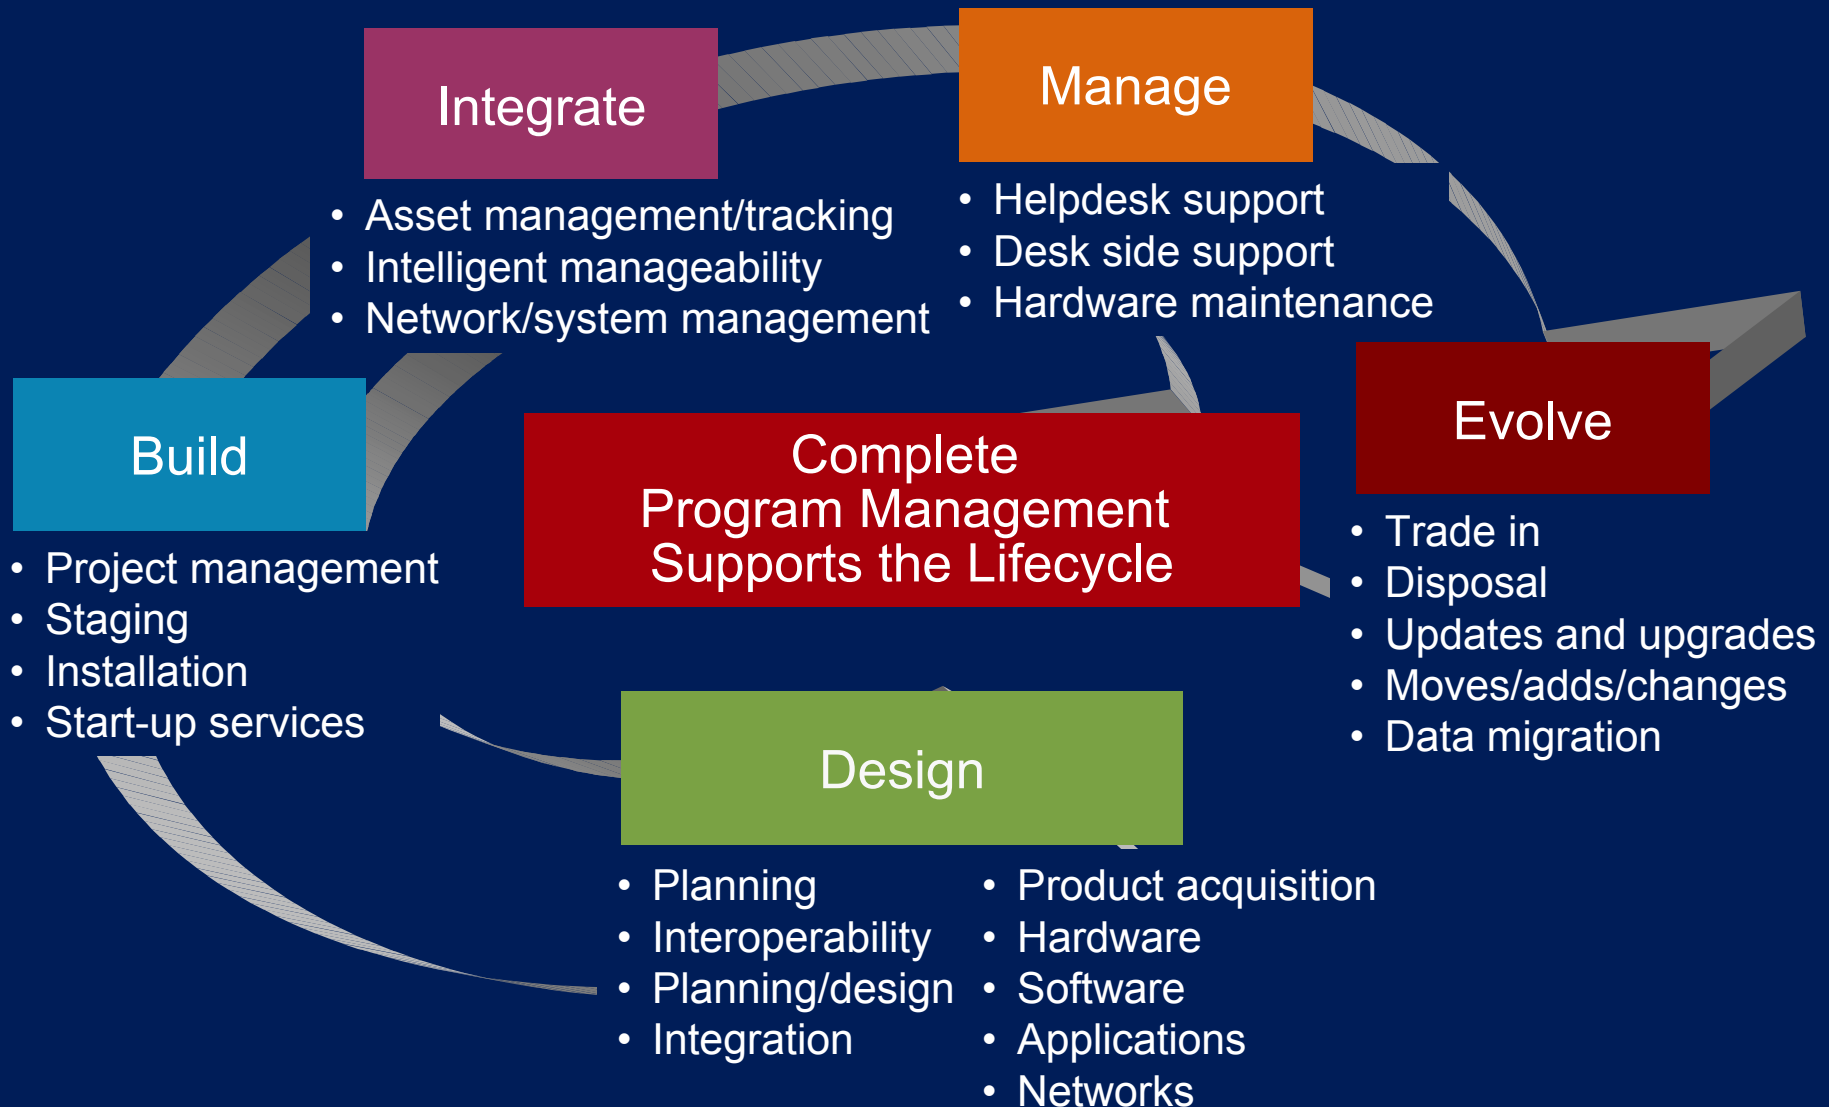 Integrate
• Asset management/tracking
• Intelligent manageability
• Network/system management
Manage
• Helpdesk support
• Desk side support
• Hardware maintenance
Build
• Project management
• Staging
• Installation
• Start-up services
Complete
Program Management
Supports the Lifecycle
Evolve
• Trade in
• Disposal
• Updates and upgrades
• Moves/adds/changes
• Data migration
Design
• Planning
• Interoperability
• Planning/design
• Integration
• Product acquisition
• Hardware
• Software
• Applications
• Networks